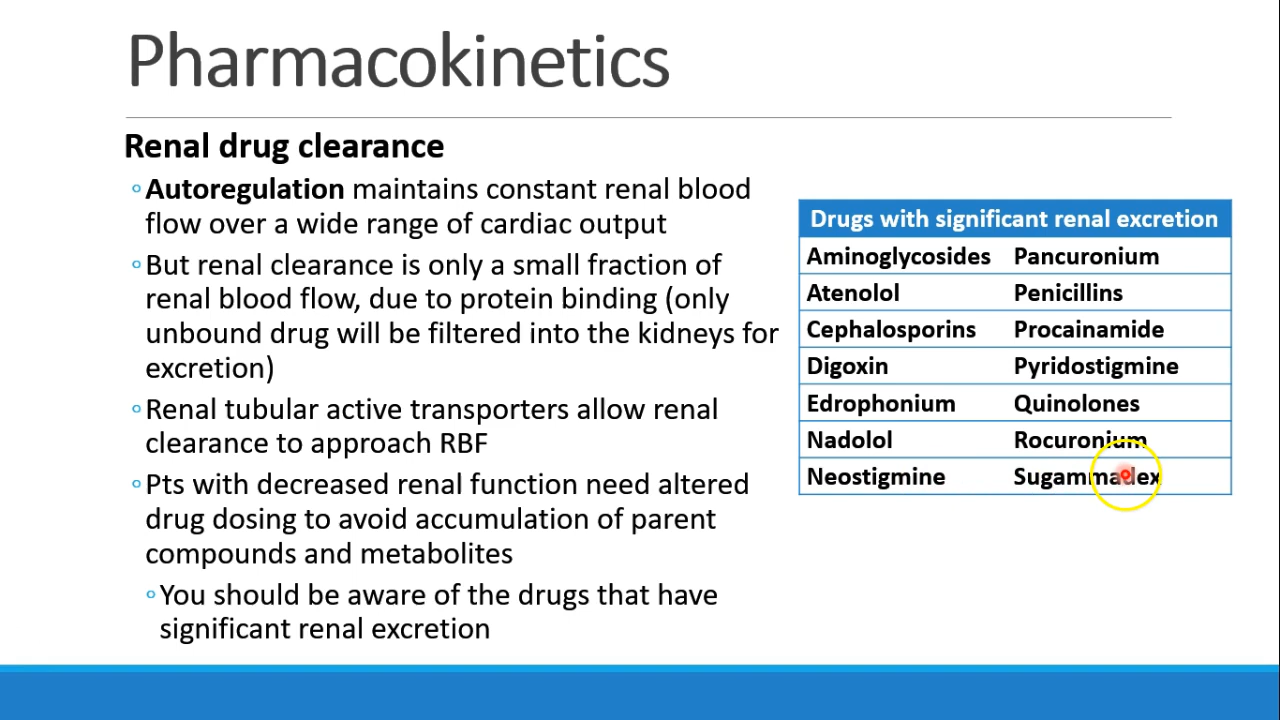 Pharmacokinetics
Renal drug clearance
Autoregulation maintains constant renal blood
flow over a wide range of cardiac output
But renal clearance is only a small fraction of
renal blood flow, due to protein binding (only
unbound drug will be filtered into the kidneys for
excretion)
Renal tubular active transporters allow renal
clearance to approach RBF
Pts with decreased renal function need altered
drug dosing to avoid accumulation of parent
compounds and metabolites
You should be aware of the drugs that have
significant renal excretion
Drugs with significant renal excretion
Aminoglycosides Pancuronium
Atenolol Penicillins
Cephalosporins Procainamide
Digoxin Pyridostigmine
Edrophonium Quinolones
Nadolol Rocuronium
Neostigmine Sugammadex